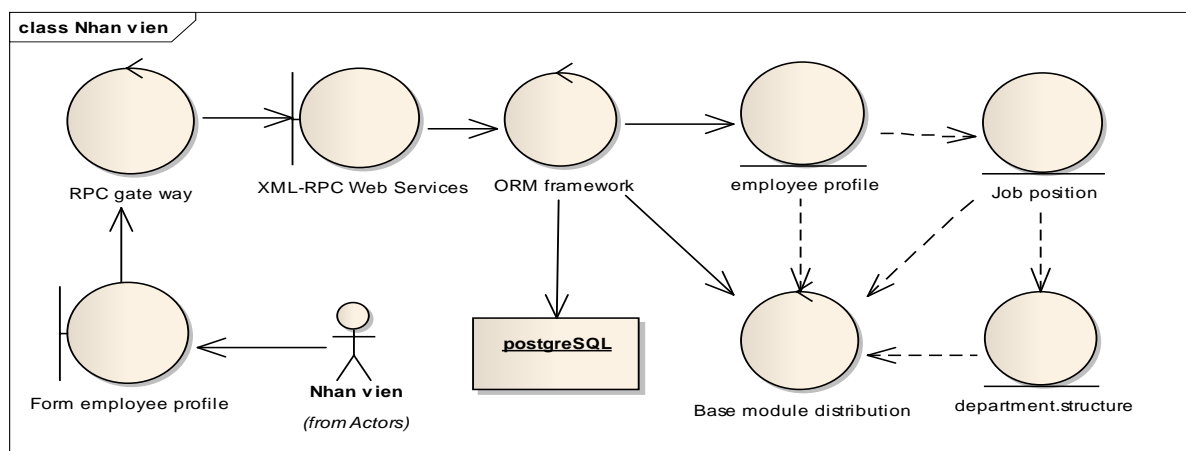 class Nhan vien
RPC gate way
XML-RPC Web Services
ORM framework
employee profile
Job position
Form employee profile
Nhan vien
(from Actors)
postgreSQL
Base module distribution
department.structure